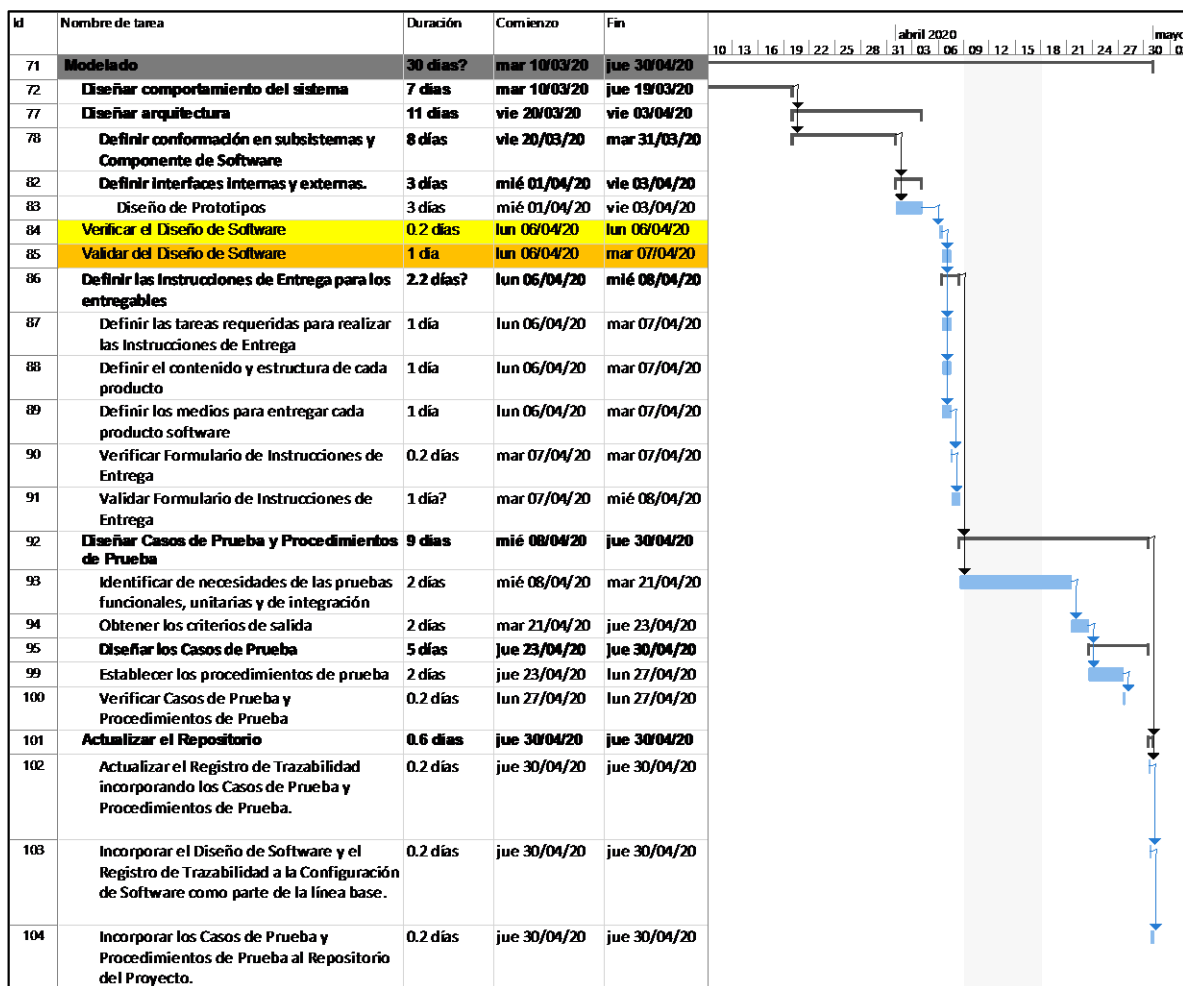 Id Nombre de tarea Duración Comienzo Fin
abril 2020 mayo
10 13 16 19 22 25 28 31 03 06 09 12 15 18 21 24 27 30 03
71 Modelado 30 días? mar 10/03/20 jue 30/04/20
72 Diseñar comportamiento del sistema 7 días mar 10/03/20 jue 19/03/20
77 Diseñar arquitectura 11 días vie 20/03/20 vie 03/04/20
78 Definir conformación en subsistemas y 8 días vie 20/03/20 mar 31/03/20
Componente de Software
82 Definir interfaces internas y externas. 3 días mié 01/04/20 vie 03/04/20
83 Diseño de Prototipos 3 días mié 01/04/20 vie 03/04/20
84 Verificar el Diseño de Software 0.2 días lun 06/04/20 lun 06/04/20
85 Validar del Diseño de Software 1 día lun 06/04/20 mar 07/04/20
86 Definir las Instrucciones de Entrega para los 2.2 días? lun 06/04/20 mié 08/04/20
entregables
87 Definir las tareas requeridas para realizar 1 día lun 06/04/20 mar 07/04/20
las Instrucciones de Entrega
88 Definir el contenido y estructura de cada 1 día lun 06/04/20 mar 07/04/20
producto
89 Definir los medios para entregar cada 1 día lun 06/04/20 mar 07/04/20
producto software
90 Verificar Formulario de Instrucciones de 0.2 días mar 07/04/20 mar 07/04/20
Entrega
91 Validar Formulario de Instrucciones de 1 día? mar 07/04/20 mié 08/04/20
Entrega
92 Diseñar Casos de Prueba y Procedimientos 9 días mié 08/04/20 jue 30/04/20
de Prueba
93 Identificar de necesidades de las pruebas 2 días mié 08/04/20 mar 21/04/20
funcionales, unitarias y de integración
94 Obtener los criterios de salida 2 días mar 21/04/20 jue 23/04/20
95 Diseñar los Casos de Prueba 5 días jue 23/04/20 jue 30/04/20
99 Establecer los procedimientos de prueba 2 días jue 23/04/20 lun 27/04/20
100 Verificar Casos de Prueba y 0.2 días lun 27/04/20 lun 27/04/20
Procedimientos de Prueba
101 Actualizar el Repositorio 0.6 días jue 30/04/20 jue 30/04/20
102 Actualizar el Registro de Trazabilidad 0.2 días jue 30/04/20 jue 30/04/20
incorporando los Casos de Prueba y
Procedimientos de Prueba.
103 Incorporar el Diseño de Software y el 0.2 días jue 30/04/20 jue 30/04/20
Registro de Trazabilidad a la Configuración
de Software como parte de la línea base.
104 Incorporar los Casos de Prueba y 0.2 días jue 30/04/20 jue 30/04/20
Procedimientos de Prueba al Repositorio
del Proyecto.